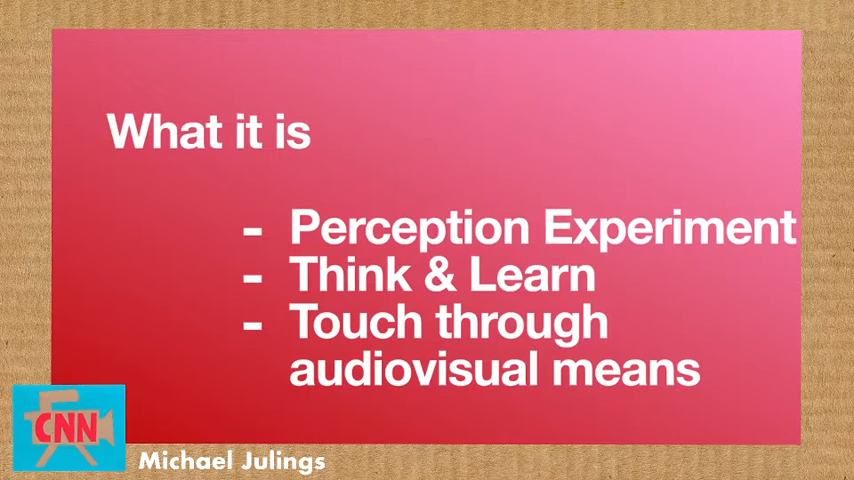 What it is
- Perception Experiment
- Think & Learn
- Touch through
audiovisual means
CNN
Michael Julings